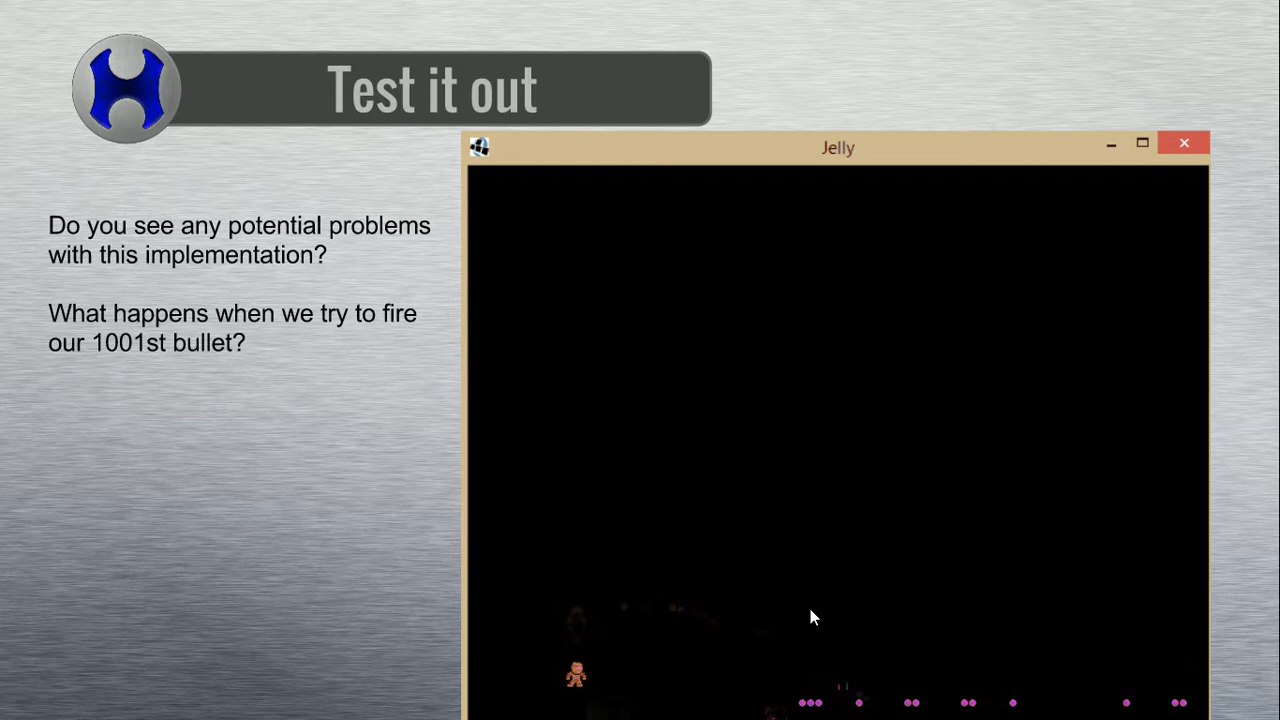 Test it out
Jelly
Do you see any potential problems
with this implementation?
What happens when we try to fire
our 1001st bullet?